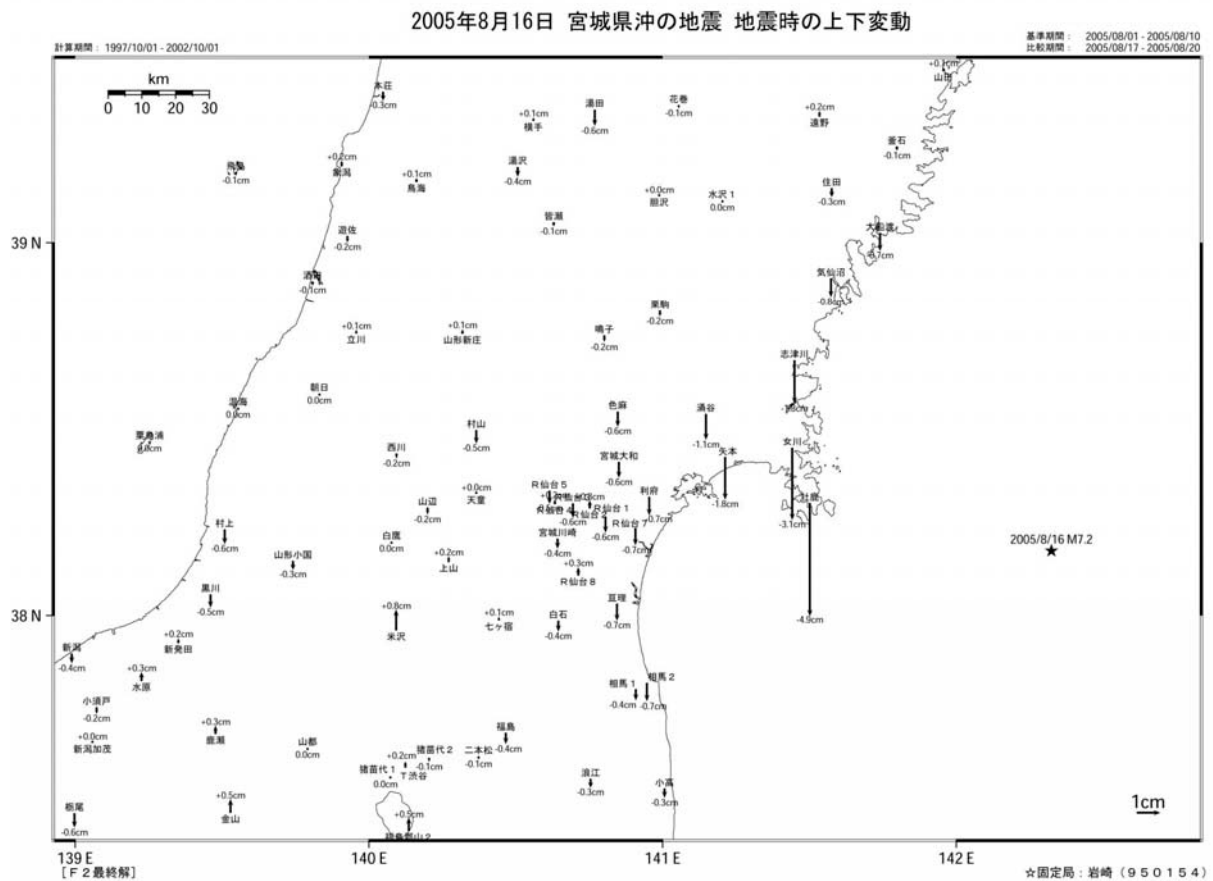 2005年8月16日 宮城県沖の地震 地震時の上下変動
計算期間： 1997/10/01 - 2002/10/01
基準期間： 2005/08/01 - 2005/08/10
比較期間： 2005/08/17 - 2005/08/20
km
0 10 20 30
本荘
-0.3cm
+0.1cm
横手
湯田
-0.6cm
花巻
-0.1cm
+0.2cm
遠野
+0.1cm
山田
釜石
-0.1cm
飛島
-0.1cm
+0.2cm
象潟
+0.1cm
鳥海
湯沢
-0.4cm
+0.0cm
胆沢
水沢１
0.0cm
住田
-0.3cm
皆瀬
-0.1cm
大船渡
-0.7cm
39 N
遊佐
-0.2cm
酒田
-0.1cm
気仙沼
-0.8cm
+0.1cm
立川
+0.1cm
山形新庄
鳴子
-0.2cm
栗駒
-0.2cm
志津川
-1.8cm
朝日
0.0cm
温海
0.0cm
粟島浦
0.0cm
西川
-0.2cm
村山
-0.5cm
色麻
-0.6cm
涌谷
-1.1cm
宮城大和
-0.6cm
矢本
-1.8cm
女川
-3.1cm
牡鹿
-4.9cm
+0.0cm
天童
山辺
-0.2cm
Ｒ仙台５
Ｒ仙台４
-0.6cm
Ｒ仙台１
Ｒ仙台２
-0.6cm
利府
-0.7cm
Ｒ仙台７
-0.7cm
村上
-0.6cm
山形小国
-0.3cm
白鷹
0.0cm
+0.2cm
上山
宮城川崎
-0.4cm
+0.3cm
Ｒ仙台８
2005/8/16 M7.2
黒川
-0.5cm
38 N
+0.8cm
米沢
+0.1cm
七ヶ宿
白石
-0.4cm
亘理
-0.7cm
新潟
-0.4cm
+0.2cm
新発田
+0.3cm
水原
相馬１
-0.4cm
相馬２
-0.7cm
小須戸
-0.2cm
+0.0cm
新潟加茂
+0.3cm
鹿瀬
山都
0.0cm
猪苗代１
0.0cm
+0.2cm
Ｔ渋谷
猪苗代２
-0.1cm
二本松
-0.1cm
福島
-0.4cm
浪江
-0.3cm
小高
-0.3cm
栃尾
-0.6cm
+0.5cm
金山
+0.5cm
1cm
139 E
140 E
141 E
142 E
［Ｆ２最終解］
☆固定局：岩崎（９５０１５４）